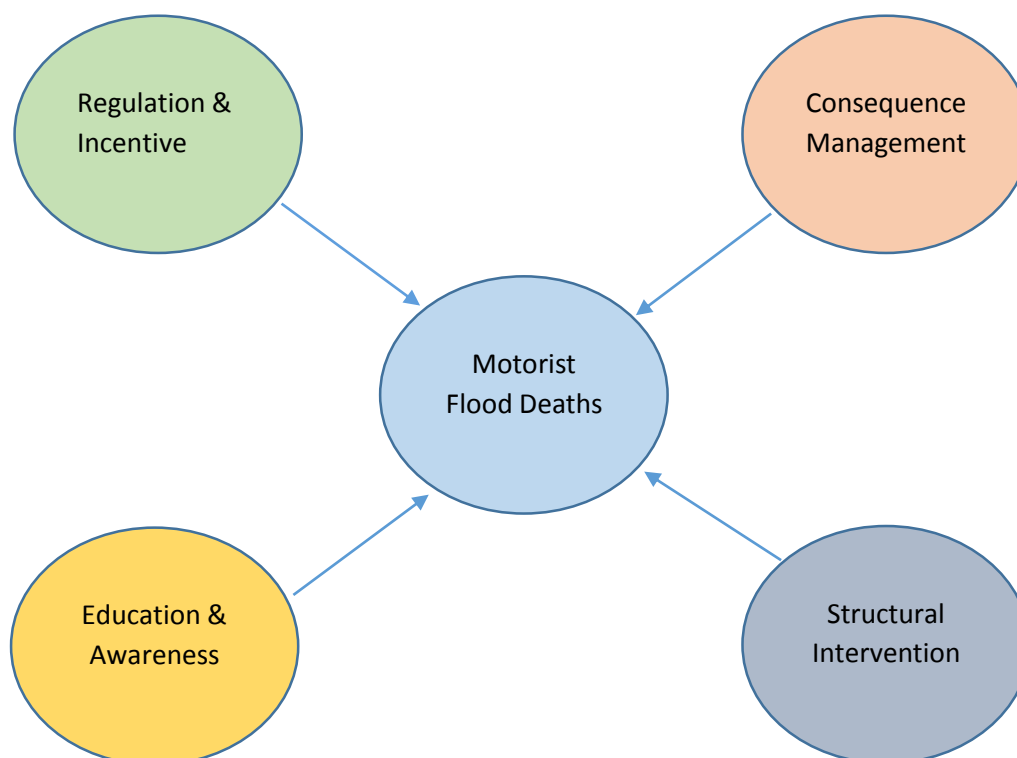 Regulation &
Incentive
Consequence
Management
Motorist
Flood Deaths
Education &
Awareness
Structural
Intervention